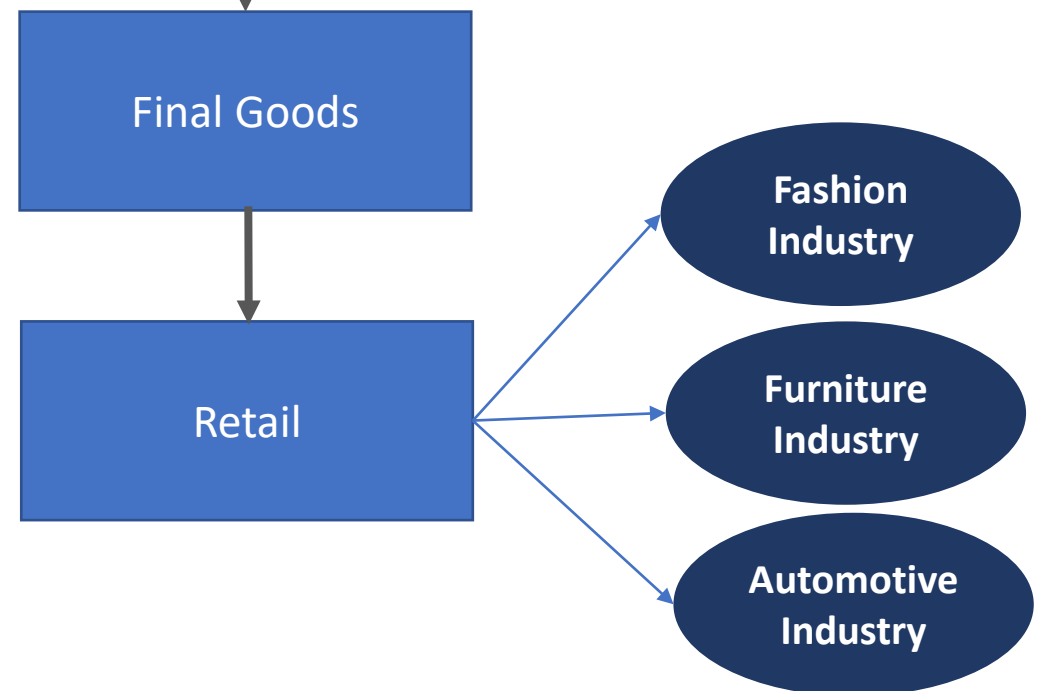 Final Goods
Fashion
Industry
Retail
Furniture
Industry
Automotive
Industry